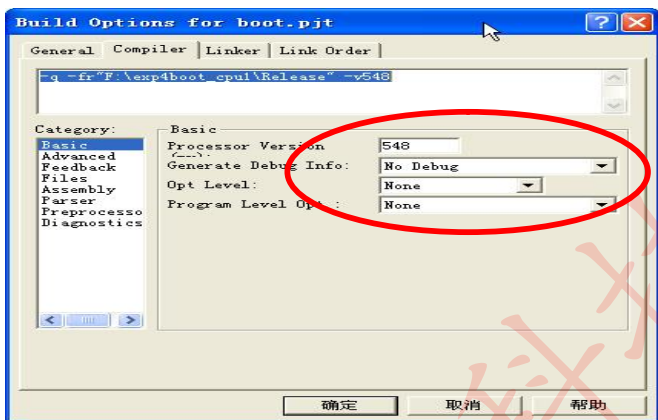 Build Options for boot.pjt
General Compiler Linker Link Order
-q -fr"F:\exp4boot_cpu1\Release" -v548
Category:
Basic
Advanced
Feedback
Files
Assembly
Parser
Preprocesso
Diagnostics
Basic
Processor Version 548
Generate Debug Info: No Debug
Opt Level: None
Program Level Opt.: None
确定 取消 帮助